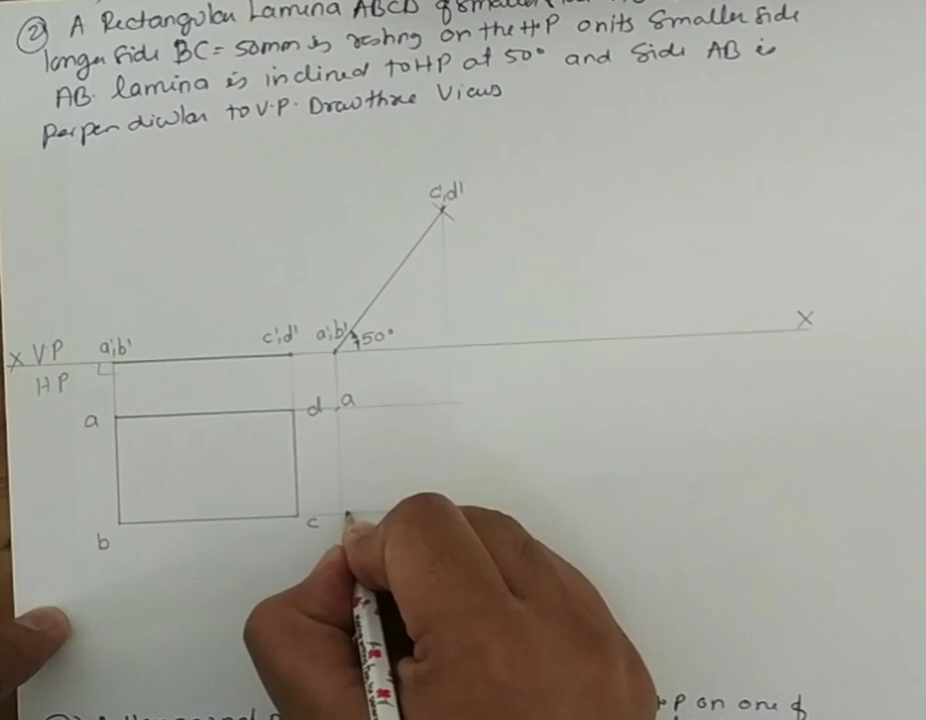 ② A Rectangular Lamina ABCD of smaller
longer side BC = 50mm is resting on the H.P on its smaller side
AB. lamina is inclined to HP at 50° and side AB is
perpendicular to V.P. Draw three views
c',d'
X VP a',b' c',d' a',b' 50° X
HP
a d a
b c
P on one of